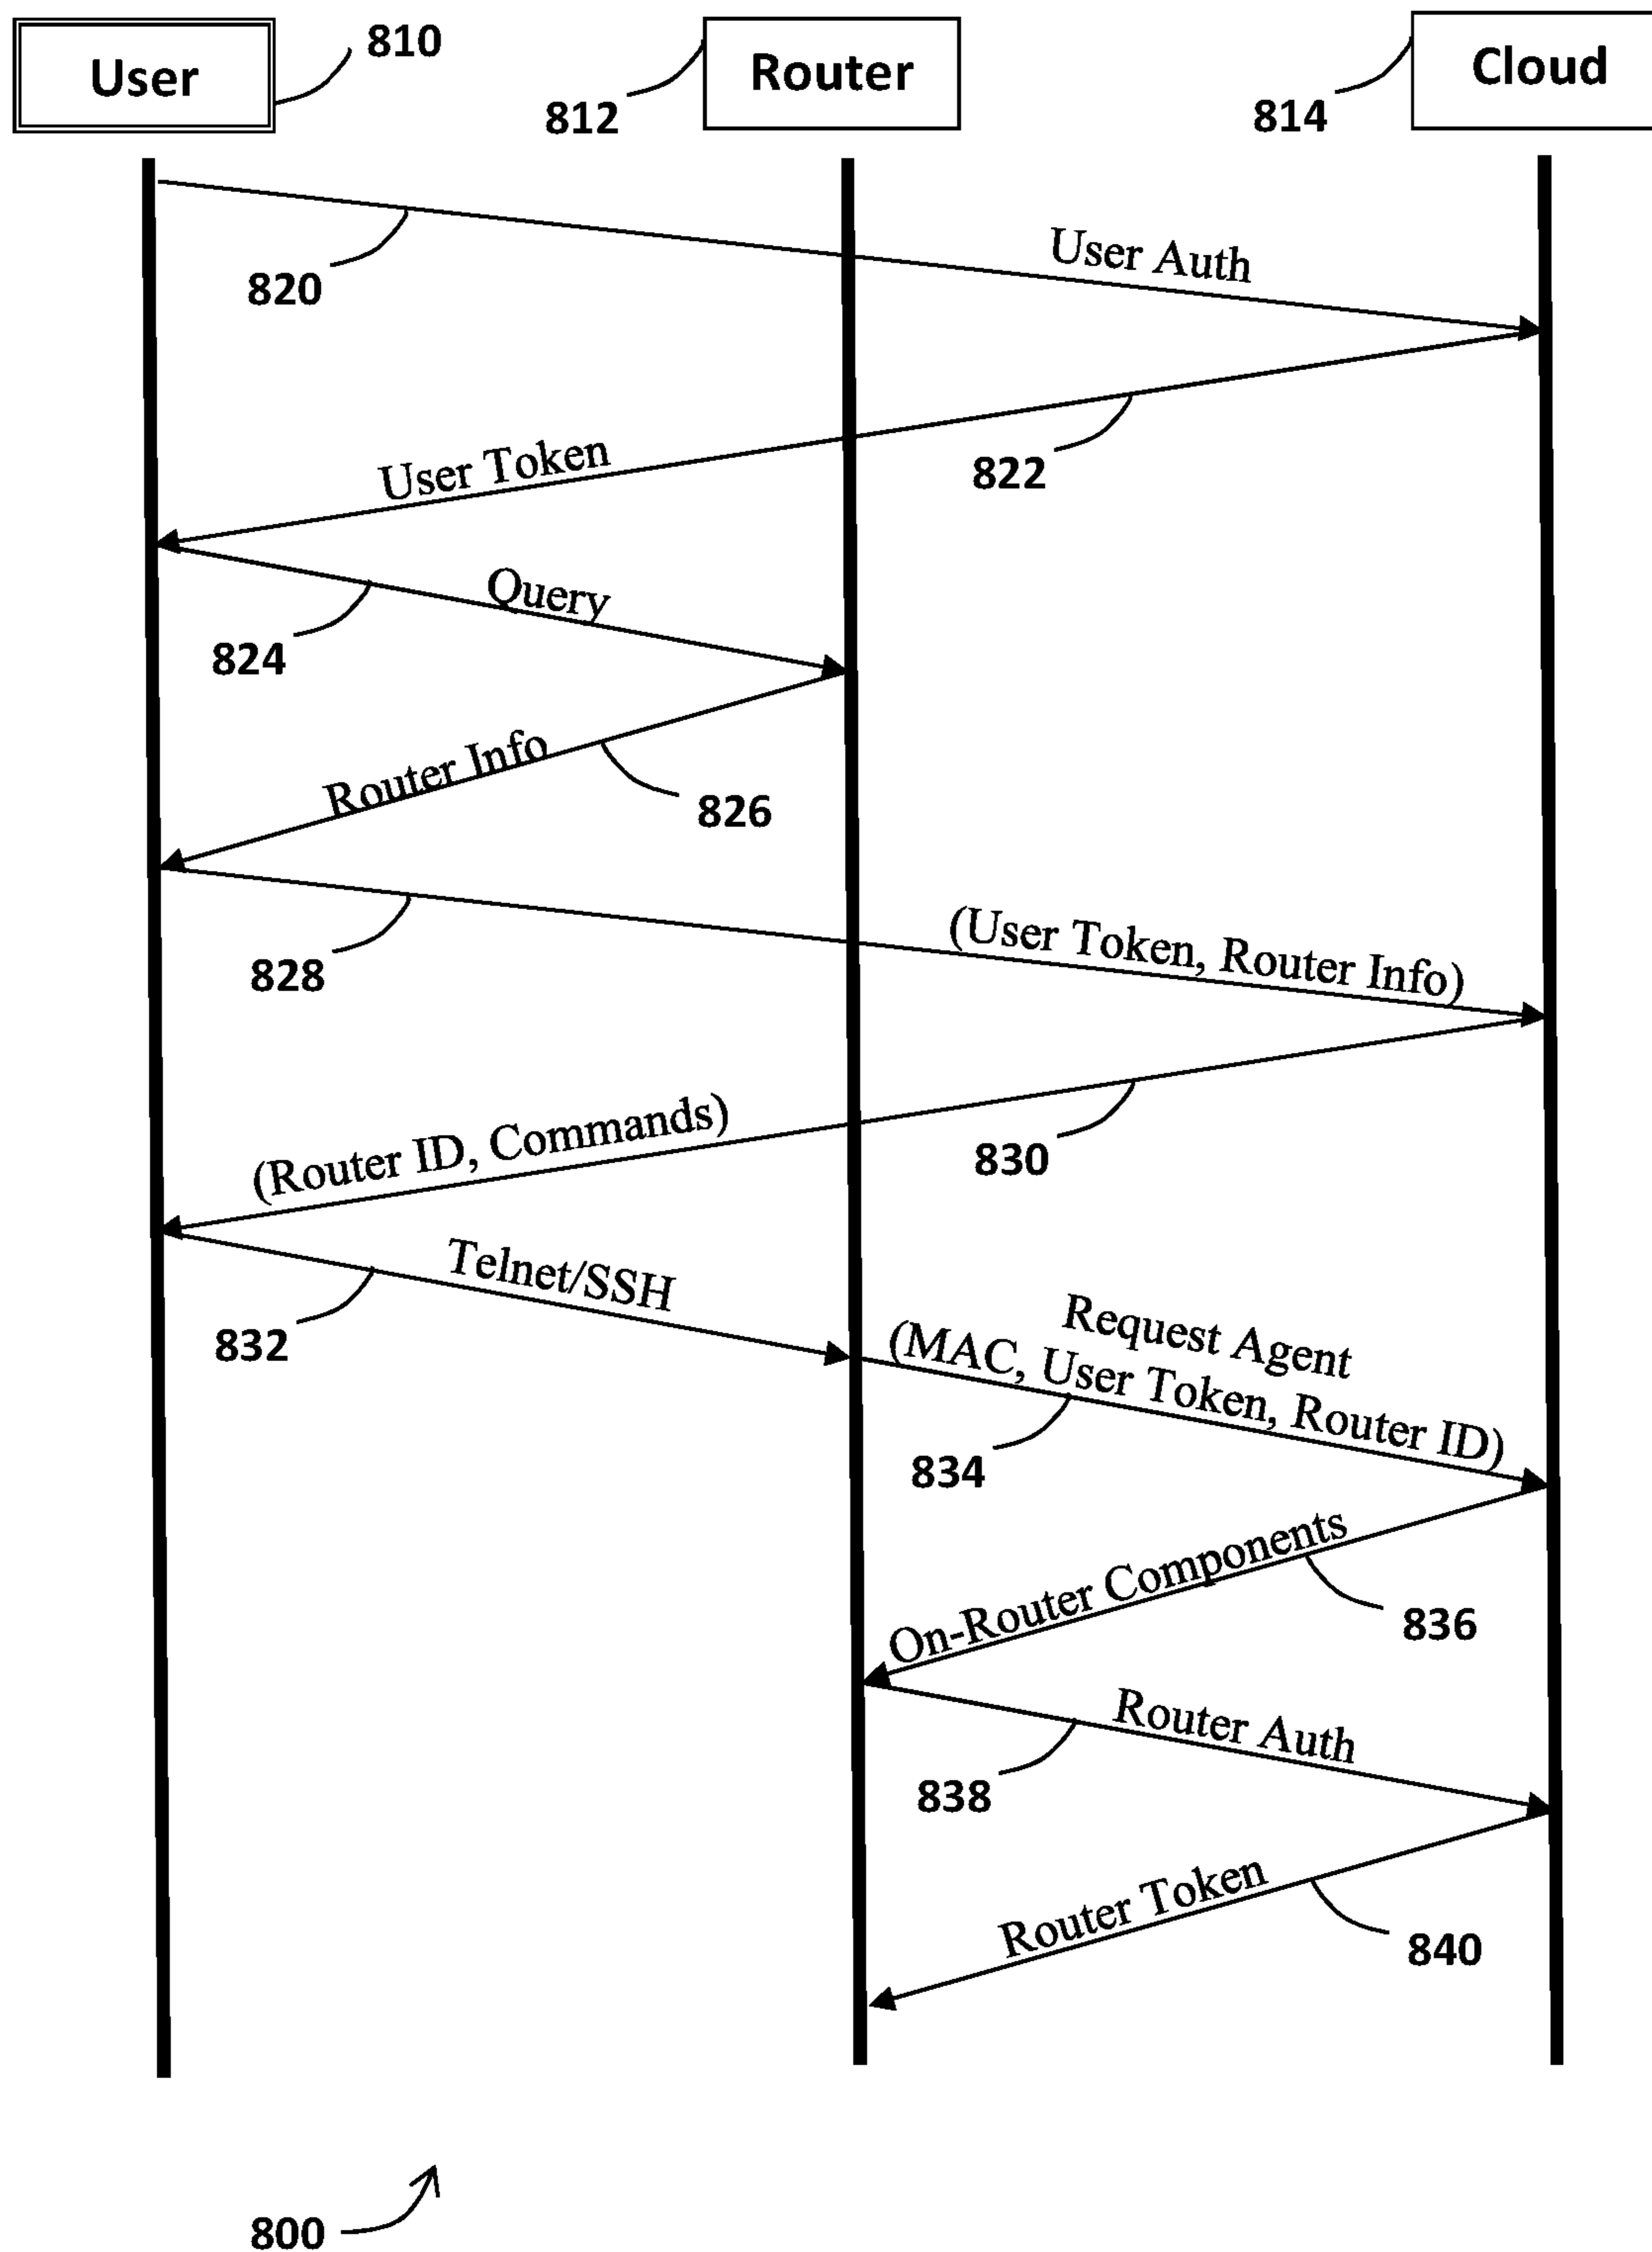 User
810
Router
812
Cloud
814
820
User Auth
User Token
822
Query
824
Router Info
826
(User Token, Router Info)
828
(Router ID, Commands)
830
Telnet/SSH
832
Request Agent
(MAC, User Token, Router ID)
834
On-Router Components
836
Router Auth
838
Router Token
840
800